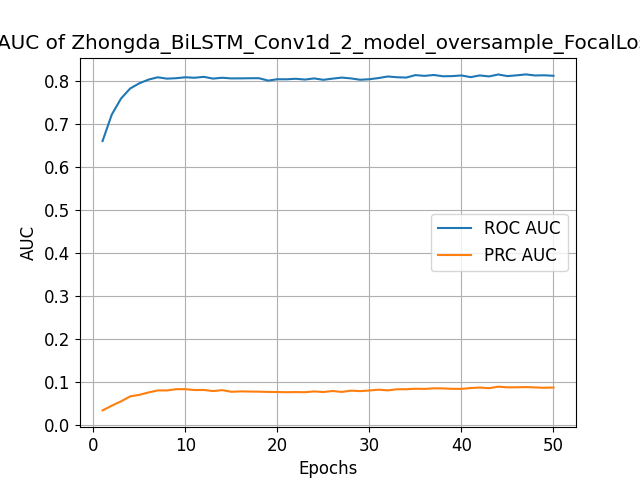 AUC of Zhongda_BiLSTM_Conv1d_2_model_oversample_FocalLos
0.8
0.7
0.6
0.5
0.4
0.3
0.2
0.1
0.0
AUC
ROC AUC
PRC AUC
0 10 20 30 40 50
Epochs